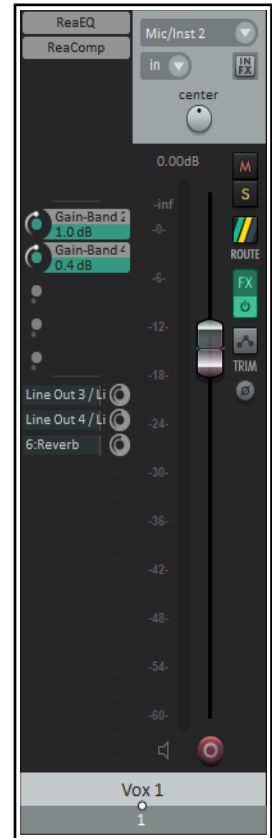 ReaEQ
ReaComp
Mic/Inst 2
in
IN
FX
center
0.00dB
M
S
ROUTE
FX
TRIM
Gain-Band 2
1.0 dB
Gain-Band 4
0.4 dB
Line Out 3 / Li
Line Out 4 / Li
6:Reverb
-inf
-0-
-6-
-12-
-18-
-24-
-30-
-36-
-42-
-48-
-54-
-60-
Vox 1
1